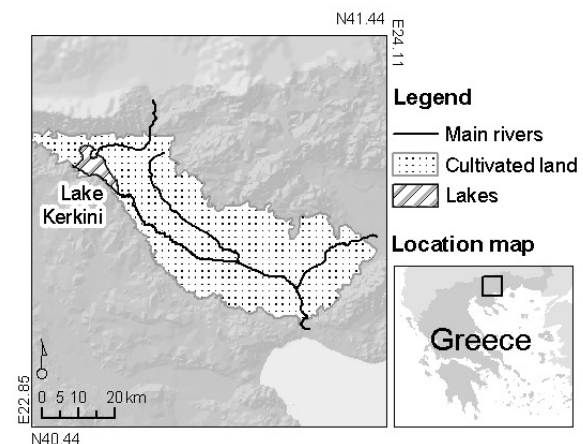 N41.44
E24.11
Legend
Main rivers
Cultivated land
Lakes
Lake
Kerkini
Location map
Greece
E22.85
0 5 10 20 km
N40.44